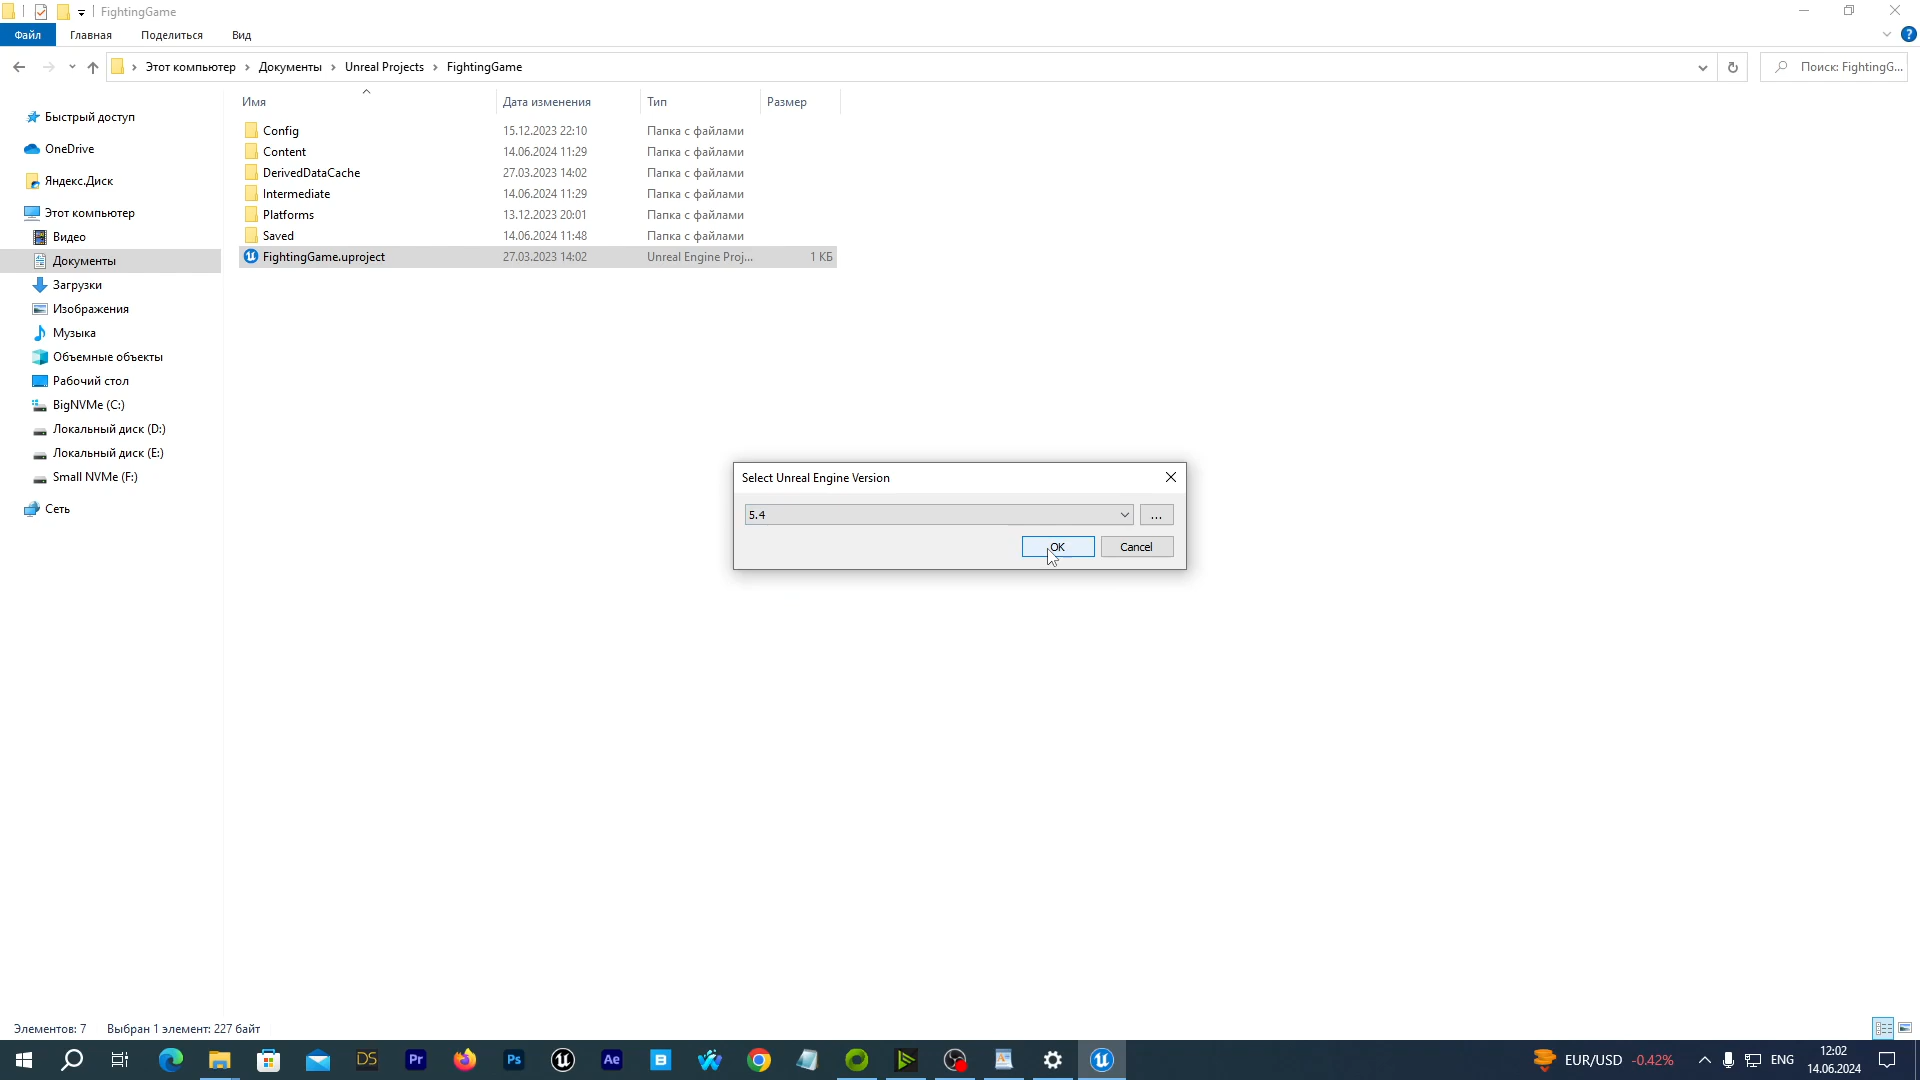 FightingGame
Файл Главная Поделиться Вид
Этот компьютер Документы Unreal Projects FightingGame
Поиск: FightingG...
Имя Дата изменения Тип Размер
Config 15.12.2023 22:10 Папка с файлами
Content 14.06.2024 11:29 Папка с файлами
DerivedDataCache 27.03.2023 14:02 Папка с файлами
Intermediate 14.06.2024 11:29 Папка с файлами
Platforms 13.12.2023 20:01 Папка с файлами
Saved 14.06.2024 11:48 Папка с файлами
FightingGame.uproject 27.03.2023 14:02 Unreal Engine Proj... 1 КБ
Быстрый доступ
OneDrive
Яндекс.Диск
Этот компьютер
Видео
Документы
Загрузки
Изображения
Музыка
Объемные объекты
Рабочий стол
BigNVMe (C:)
Локальный диск (D:)
Локальный диск (E:)
Small NVMe (F:)
Сеть
Select Unreal Engine Version
5.4 ...
OK Cancel
Элементов: 7 Выбран 1 элемент: 227 байт
DS Pr Ps Ae
EUR/USD -0.42% ENG
12:02
14.06.2024